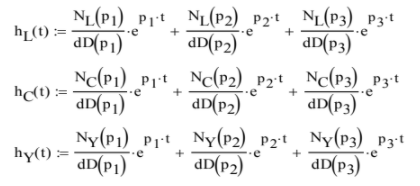 h_L(t) := N_L(p_1)/dD(p_1)·e^(p_1·t) + N_L(p_2)/dD(p_2)·e^(p_2·t) + N_L(p_3)/dD(p_3)·e^(p_3·t)
h_C(t) := N_C(p_1)/dD(p_1)·e^(p_1·t) + N_C(p_2)/dD(p_2)·e^(p_2·t) + N_C(p_3)/dD(p_3)·e^(p_3·t)
h_Y(t) := N_Y(p_1)/dD(p_1)·e^(p_1·t) + N_Y(p_2)/dD(p_2)·e^(p_2·t) + N_Y(p_3)/dD(p_3)·e^(p_3·t)